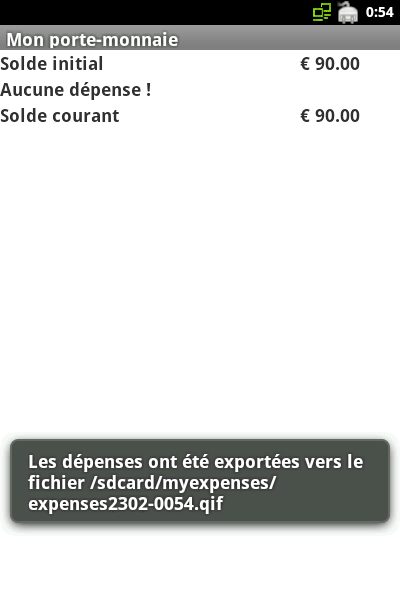 0:54
Mon porte-monnaie
Solde initial € 90.00
Aucune dépense !
Solde courant € 90.00
Les dépenses ont été exportées vers le
fichier /sdcard/myexpenses/
expenses2302-0054.qif